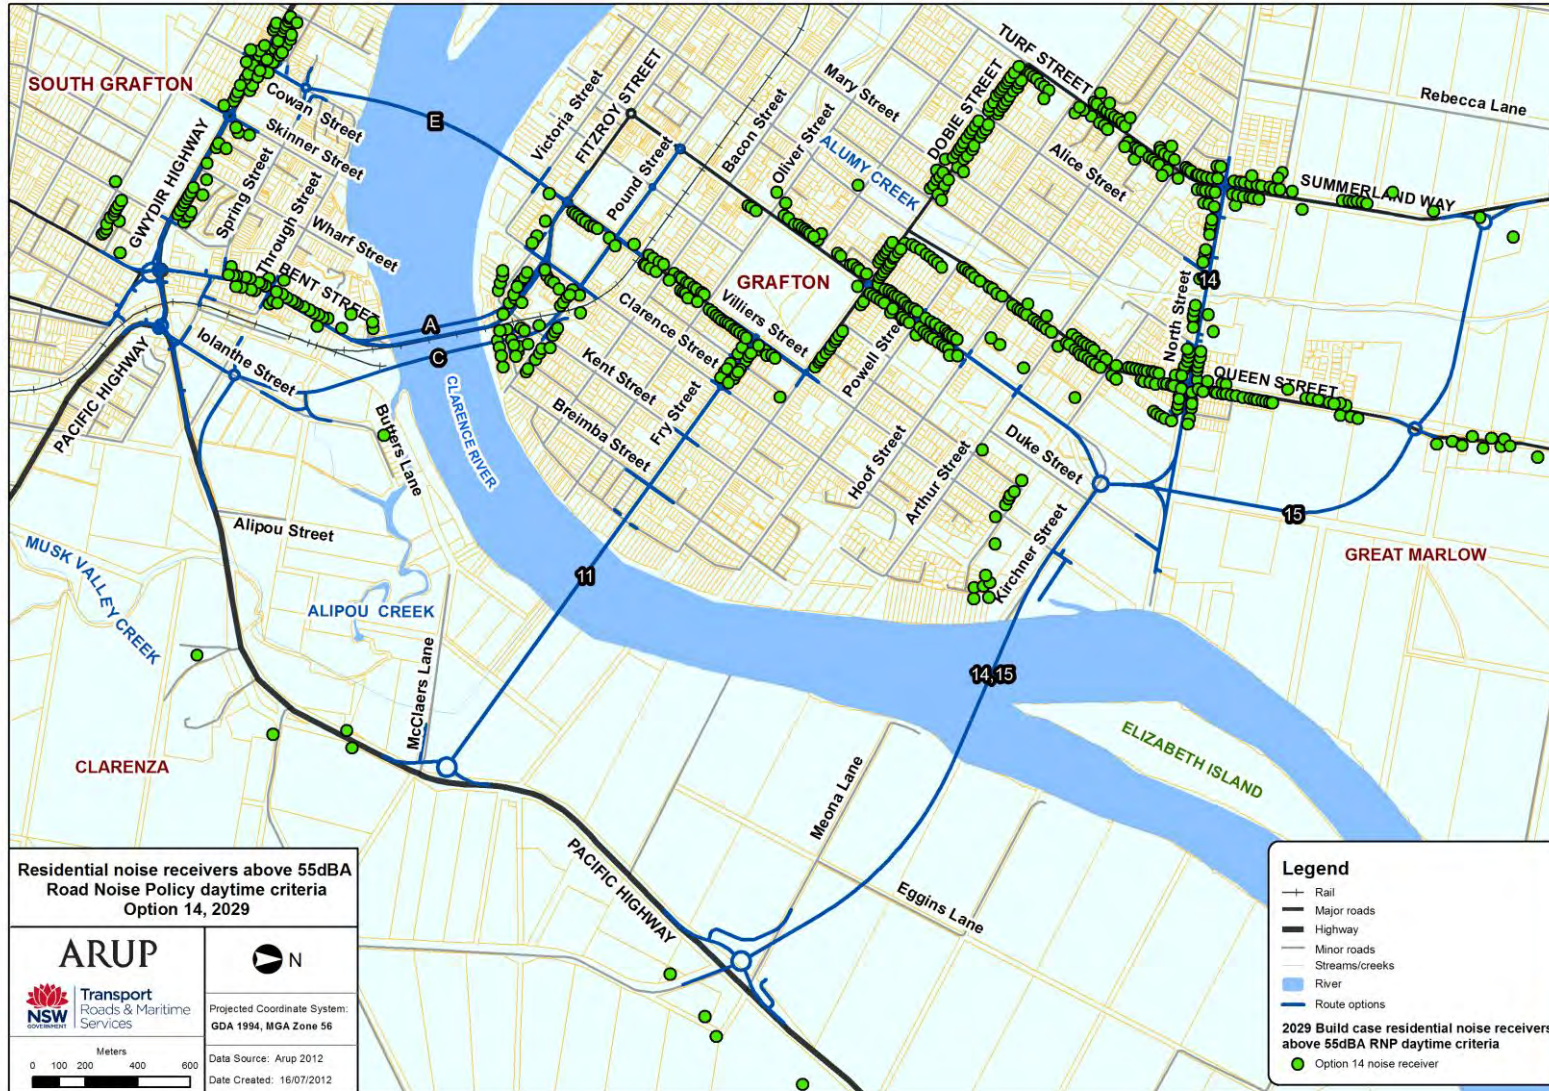 SOUTH GRAFTON
Cowan Street
Skinner Street
GWYDIR HIGHWAY
Spring Street
Through Street
Wharf Street
BENT STREET
Iolanthe Street
PACIFIC HIGHWAY
Butters Lane
Alipou Street
MUSK VALLEY CREEK
ALIPOU CREEK
McClaers Lane
CLARENZA
E
A
C
CLARENCE RIVER
Victoria Street
FITZROY STREET
Pound Street
Bacon Street
Oliver Street
Mary Street
ALUMY CREEK
DOBIE STREET
TURF STREET
Alice Street
Rebecca Lane
SUMMERLAND WAY
GRAFTON
Villiers Street
Clarence Street
Kent Street
Fry Street
Breimba Street
Powell Street
Hoof Street
Arthur Street
Duke Street
Kirchner Street
North Street
14
QUEEN STREET
15
GREAT MARLOW
11
14,15
ELIZABETH ISLAND
Meona Lane
Eggins Lane
PACIFIC HIGHWAY
Residential noise receivers above 55dBA
Road Noise Policy daytime criteria
Option 14, 2029
ARUP
NSW
GOVERNMENT
Transport
Roads & Maritime
Services
N
Projected Coordinate System:
GDA 1994, MGA Zone 56
Data Source: Arup 2012
Date Created: 16/07/2012
Meters
0 100 200 400 600
Legend
Rail
Major roads
Highway
Minor roads
Streams/creeks
River
Route options
2029 Build case residential noise receivers
above 55dBA RNP daytime criteria
Option 14 noise receiver